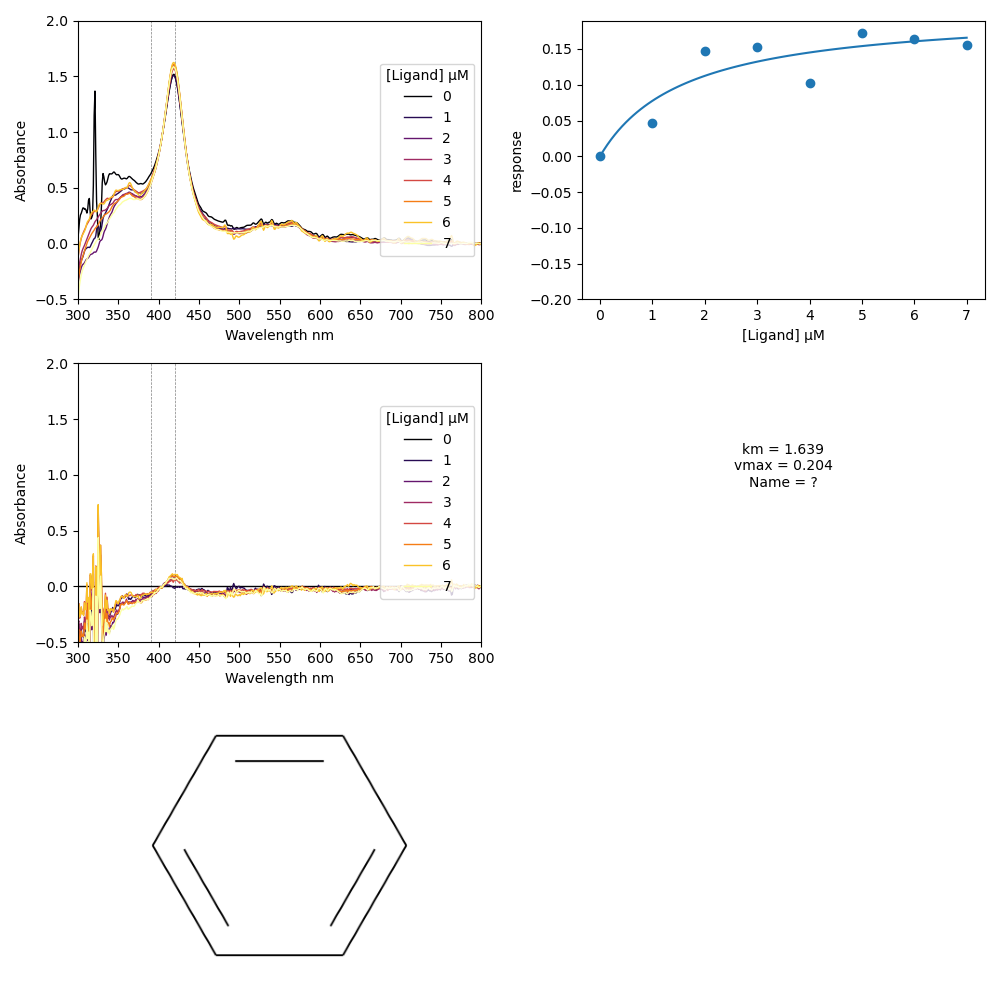 2.0
1.5
1.0
0.5
0.0
−0.5
Absorbance
300 350 400 450 500 550 600 650 700 750 800
Wavelength nm
[Ligand] µM
0
1
2
3
4
5
6
7
0.15
0.10
0.05
0.00
−0.05
−0.10
−0.15
−0.20
response
0 1 2 3 4 5 6 7
[Ligand] µM
2.0
1.5
1.0
0.5
0.0
−0.5
Absorbance
300 350 400 450 500 550 600 650 700 750 800
Wavelength nm
[Ligand] µM
0
1
2
3
4
5
6
7
km = 1.639
vmax = 0.204
Name = ?